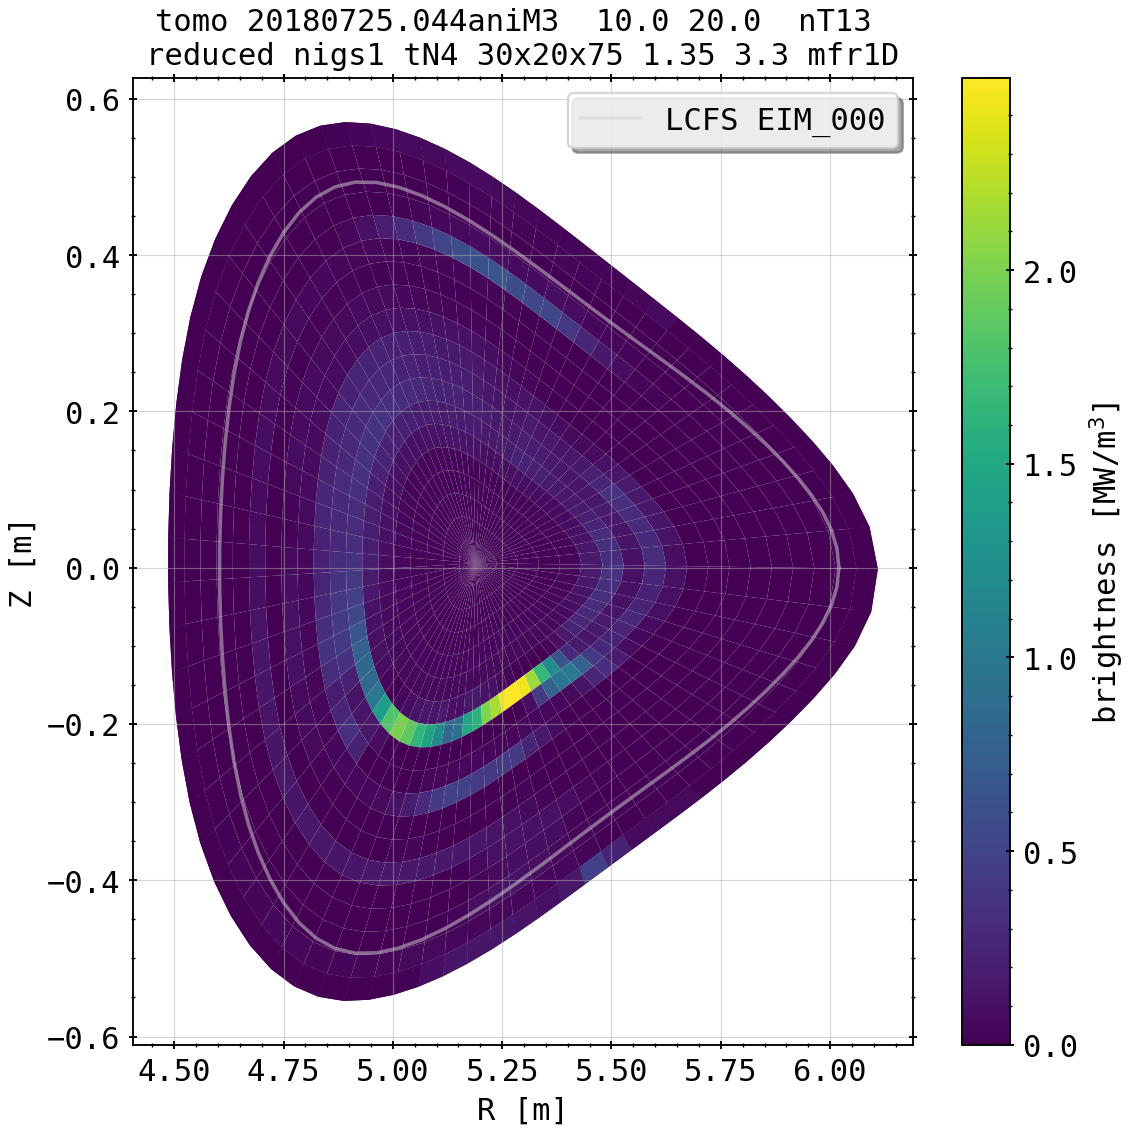 tomo 20180725.044aniM3  10.0 20.0  nT13
reduced nigs1 tN4 30x20x75 1.35 3.3 mfr1D
LCFS EIM_000
0.6
0.4
0.2
0.0
−0.2
−0.4
−0.6
Z [m]
4.50 4.75 5.00 5.25 5.50 5.75 6.00
R [m]
2.0
1.5
1.0
0.5
0.0
brightness [MW/m³]